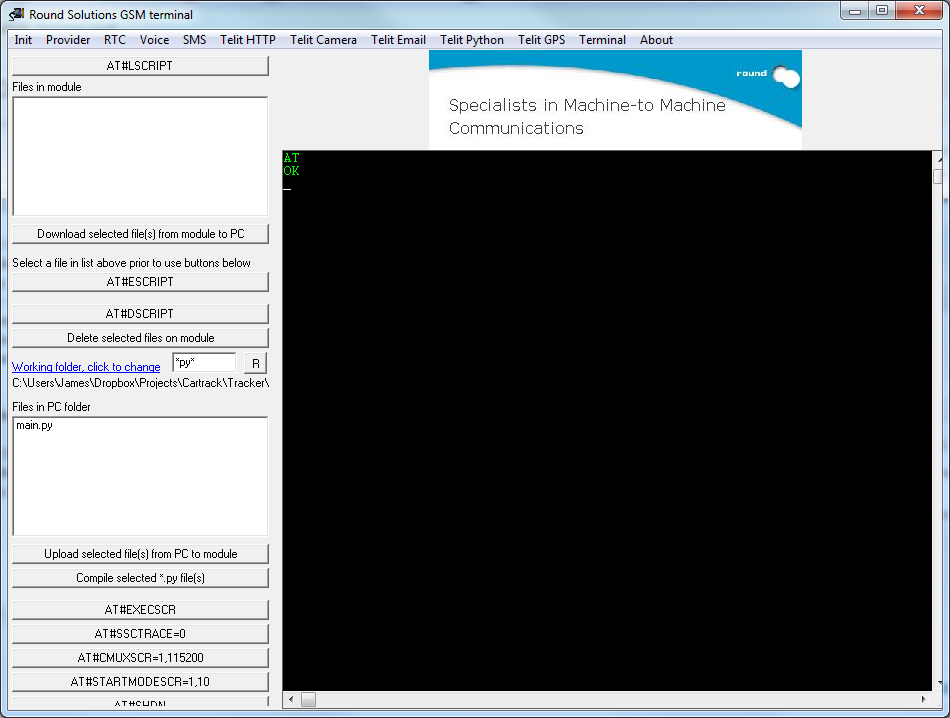 Round Solutions GSM terminal
Init Provider RTC Voice SMS Telit HTTP Telit Camera Telit Email Telit Python Telit GPS Terminal About
AT#LSCRIPT
Files in module
round
Specialists in Machine-to Machine
Communications
AT
OK
Download selected file(s) from module to PC
Select a file in list above prior to use buttons below
AT#ESCRIPT
AT#DSCRIPT
Delete selected files on module
Working folder, click to change *py* R
C:\Users\James\Dropbox\Projects\Cartrack\Tracker\
Files in PC folder
main.py
Upload selected file(s) from PC to module
Compile selected *.py file(s)
AT#EXECSCR
AT#SSCTRACE=0
AT#CMUXSCR=1,115200
AT#STARTMODESCR=1,10
AT#SHDN